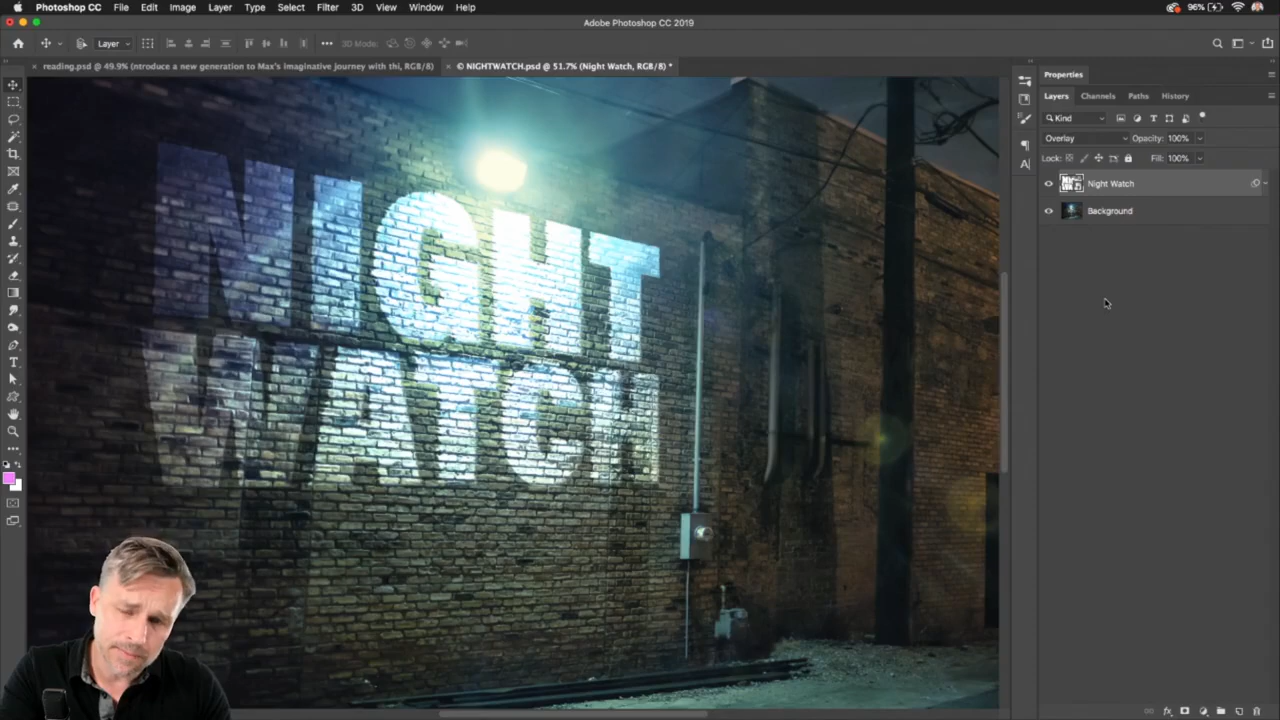 Photoshop CC File Edit Image Layer Type Select Filter 3D View Window Help
96%
Adobe Photoshop CC 2019
Layer
3D Mode:
reading.psd @ 49.9% (ntroduce a new generation to Max's imaginative journey with thi, RGB/8)
© NIGHTWATCH.psd @ 51.7% (Night Watch, RGB/8) *
Properties
Layers Channels Paths History
Kind
Overlay Opacity: 100%
Lock: Fill: 100%
Night Watch
Background
NIGHT
WATCH